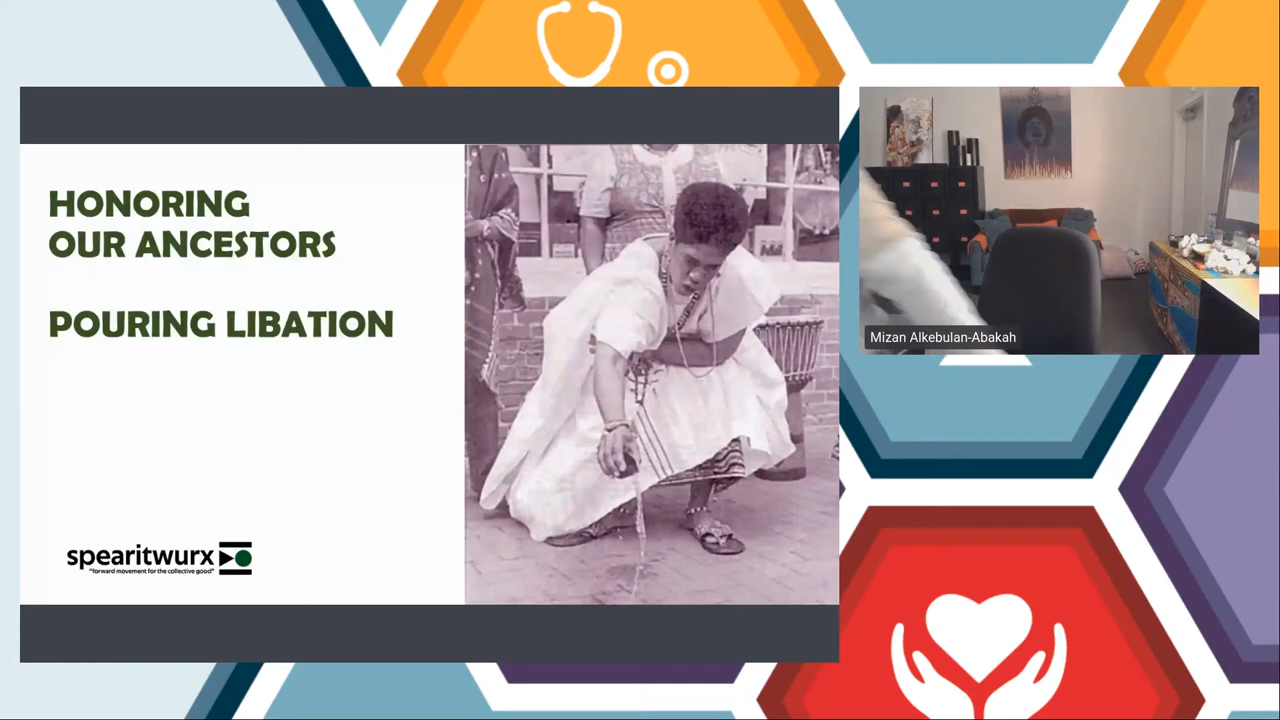 HONORING
OUR ANCESTORS
POURING LIBATION
spearitwurx
"forward movement for the collective good"
Mizan Alkebulan-Abakah